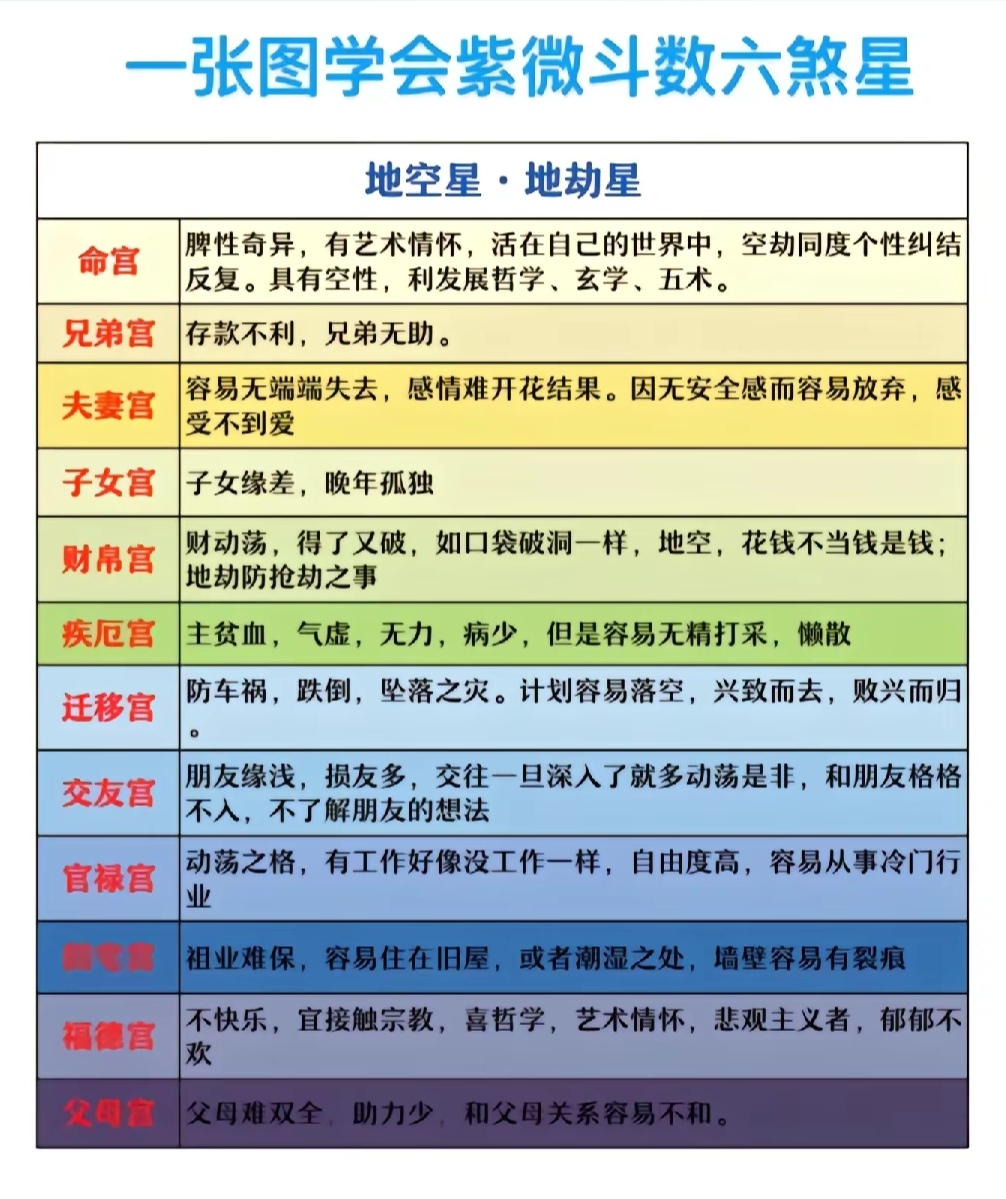 一张图学会紫微斗数六煞星
地空星·地劫星
命宫
脾性奇异，有艺术情怀，活在自己的世界中，空劫同度个性纠结
反复。具有空性，利发展哲学、玄学、五术。
兄弟宫
存款不利，兄弟无助。
夫妻宫
容易无端端失去，感情难开花结果。因无安全感而容易放弃，感
受不到爱
子女宫
子女缘差，晚年孤独
财帛宫
财动荡，得了又破，如口袋破洞一样，地空，花钱不当钱是钱；
地劫防抢劫之事
疾厄宫
主贫血，气虚，无力，病少，但是容易无精打采，懒散
迁移宫
防车祸，跌倒，坠落之灾。计划容易落空，兴致而去，败兴而归
。
交友宫
朋友缘浅，损友多，交往一旦深入了就多动荡是非，和朋友格格
不入，不了解朋友的想法
官禄宫
动荡之格，有工作好像没工作一样，自由度高，容易从事冷门行
业
祖业难保，容易住在旧屋，或者潮湿之处，墙壁容易有裂痕
福德宫
不快乐，宜接触宗教，喜哲学，艺术情怀，悲观主义者，郁郁不
欢
父母宫
父母难双全，助力少，和父母关系容易不和。